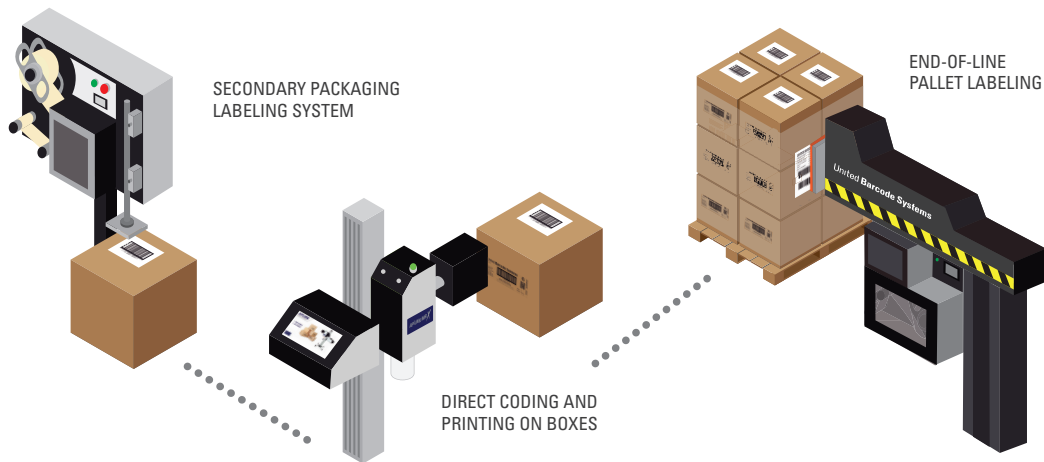 SECONDARY PACKAGING
LABELING SYSTEM
END-OF-LINE
PALLET LABELING
United Barcode Systems
DIRECT CODING AND
PRINTING ON BOXES